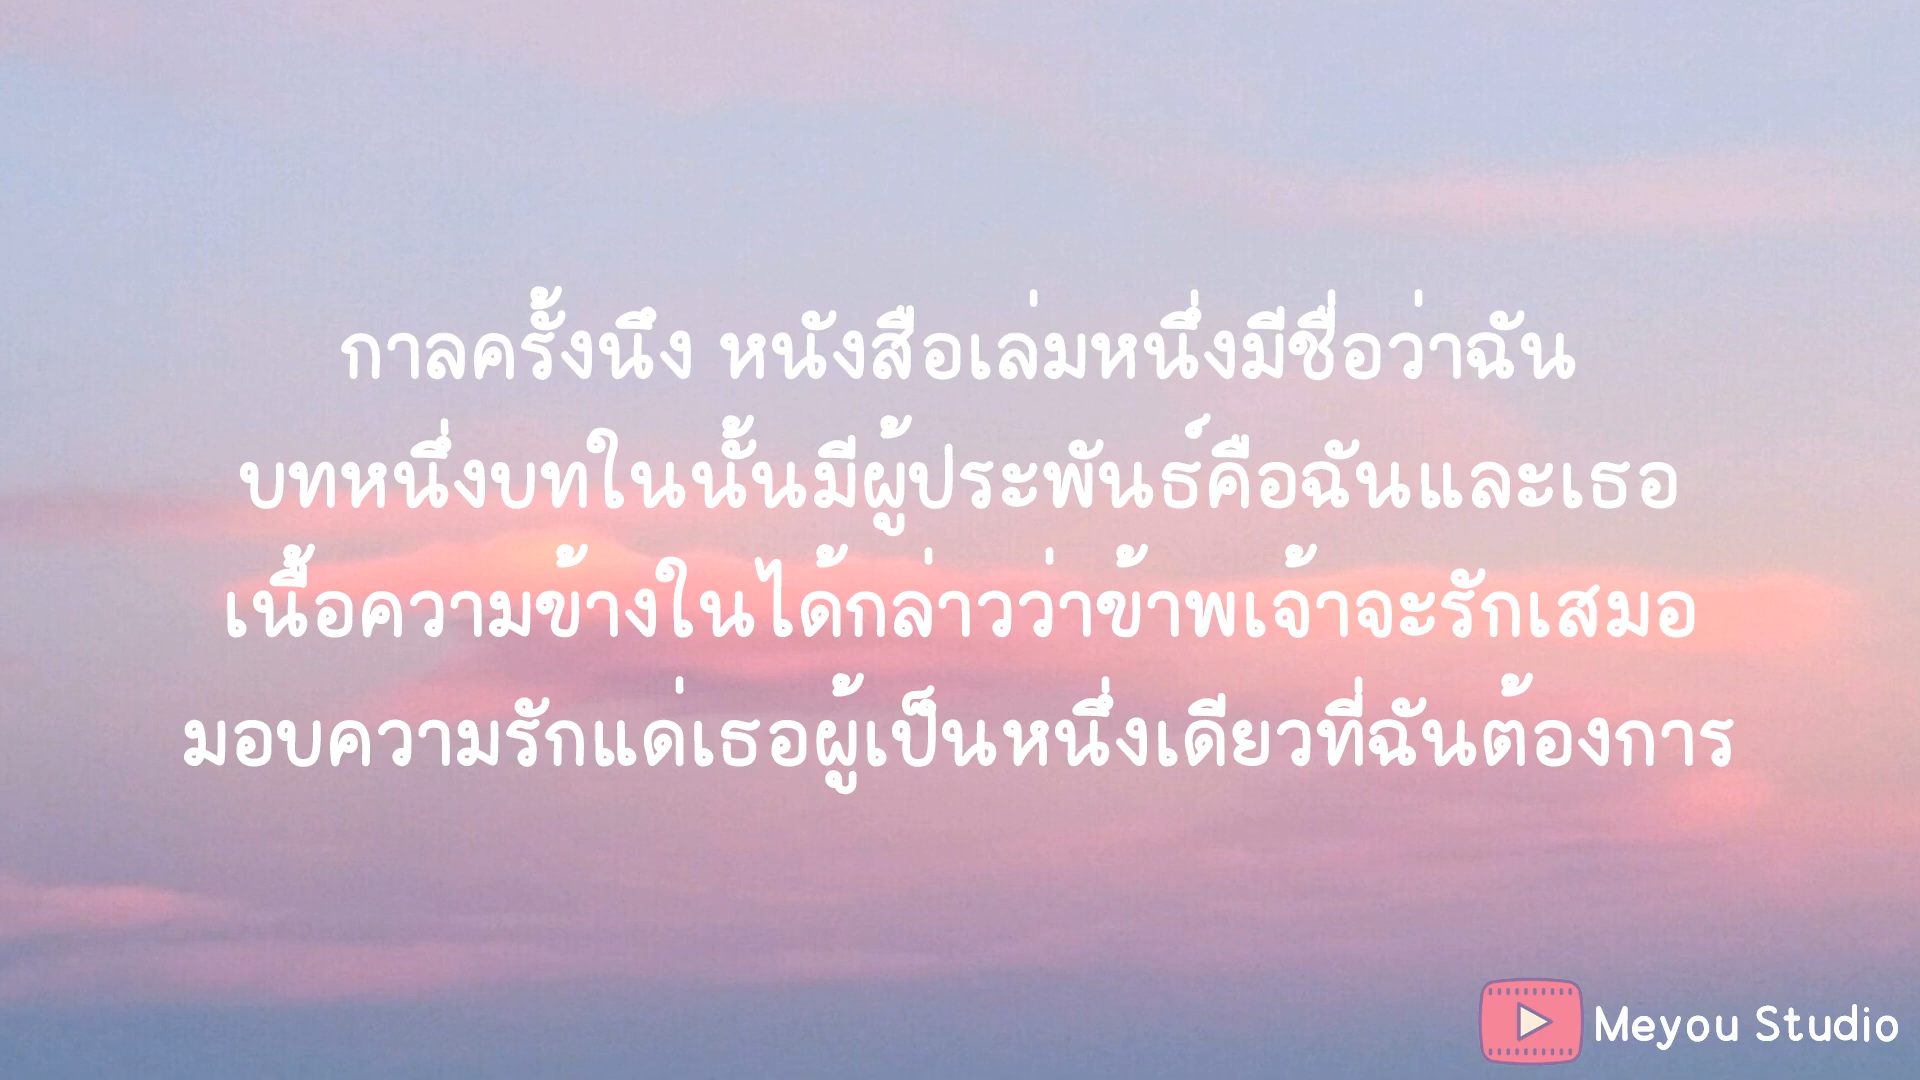 กาลครั้งนึง หนังสือเล่มหนึ่งมีชื่อว่าฉัน
บทหนึ่งบทในนั้นมีผู้ประพันธ์คือฉันและเธอ
เนื้อความข้างในได้กล่าวว่าข้าพเจ้าจะรักเสมอ
มอบความรักแด่เธอผู้เป็นหนึ่งเดียวที่ฉันต้องการ
Meyou Studio